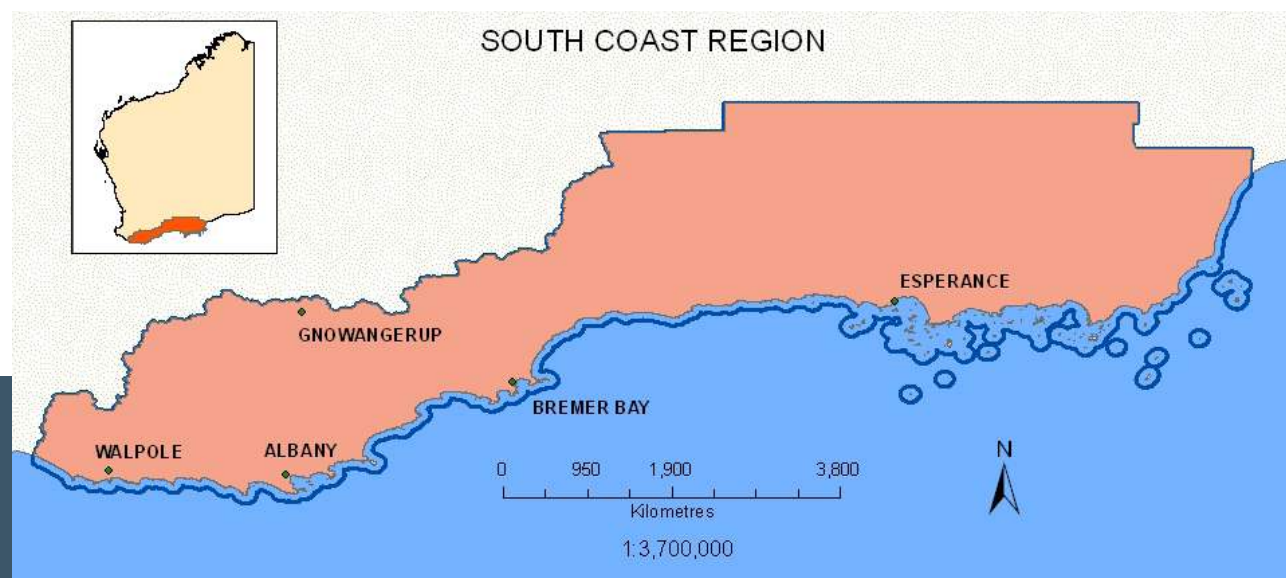 SOUTH COAST REGION
ESPERANCE
GNOWANGERUP
BREMER BAY
WALPOLE
ALBANY
N
0 950 1,900 3,800
Kilometres
1:3,700,000